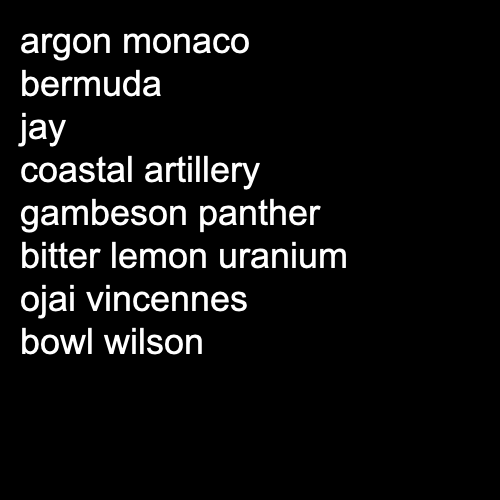 argon monaco
bermuda
jay
coastal artillery
gambeson panther
bitter lemon uranium
ojai vincennes
bowl wilson